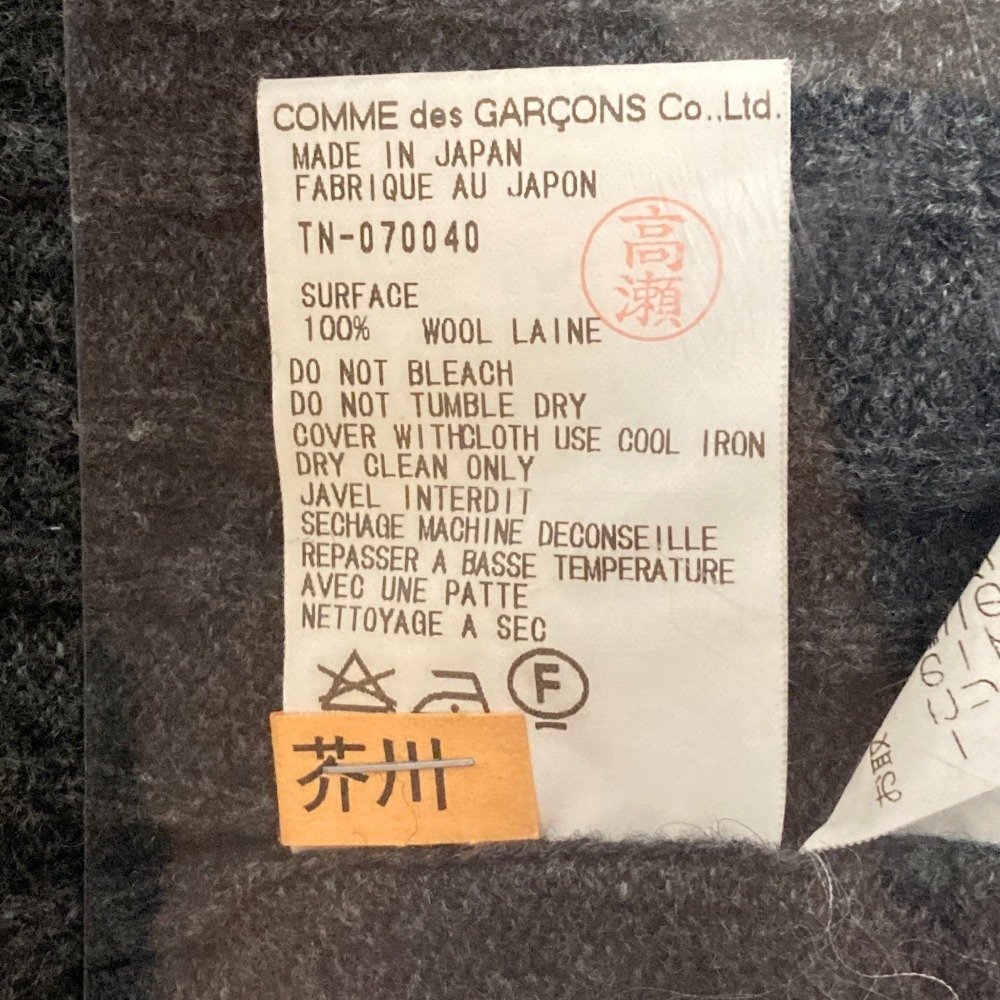 COMME des GARÇONS Co.,Ltd.
MADE IN JAPAN
FABRIQUE AU JAPON
TN-070040
高瀬
SURFACE
100% WOOL LAINE
DO NOT BLEACH
DO NOT TUMBLE DRY
COVER WITHCLOTH USE COOL IRON
DRY CLEAN ONLY
JAVEL INTERDIT
SECHAGE MACHINE DECONSEILLE
REPASSER A BASSE TEMPERATURE
AVEC UNE PATTE
NETTOYAGE A SEC
F
芥川
お取